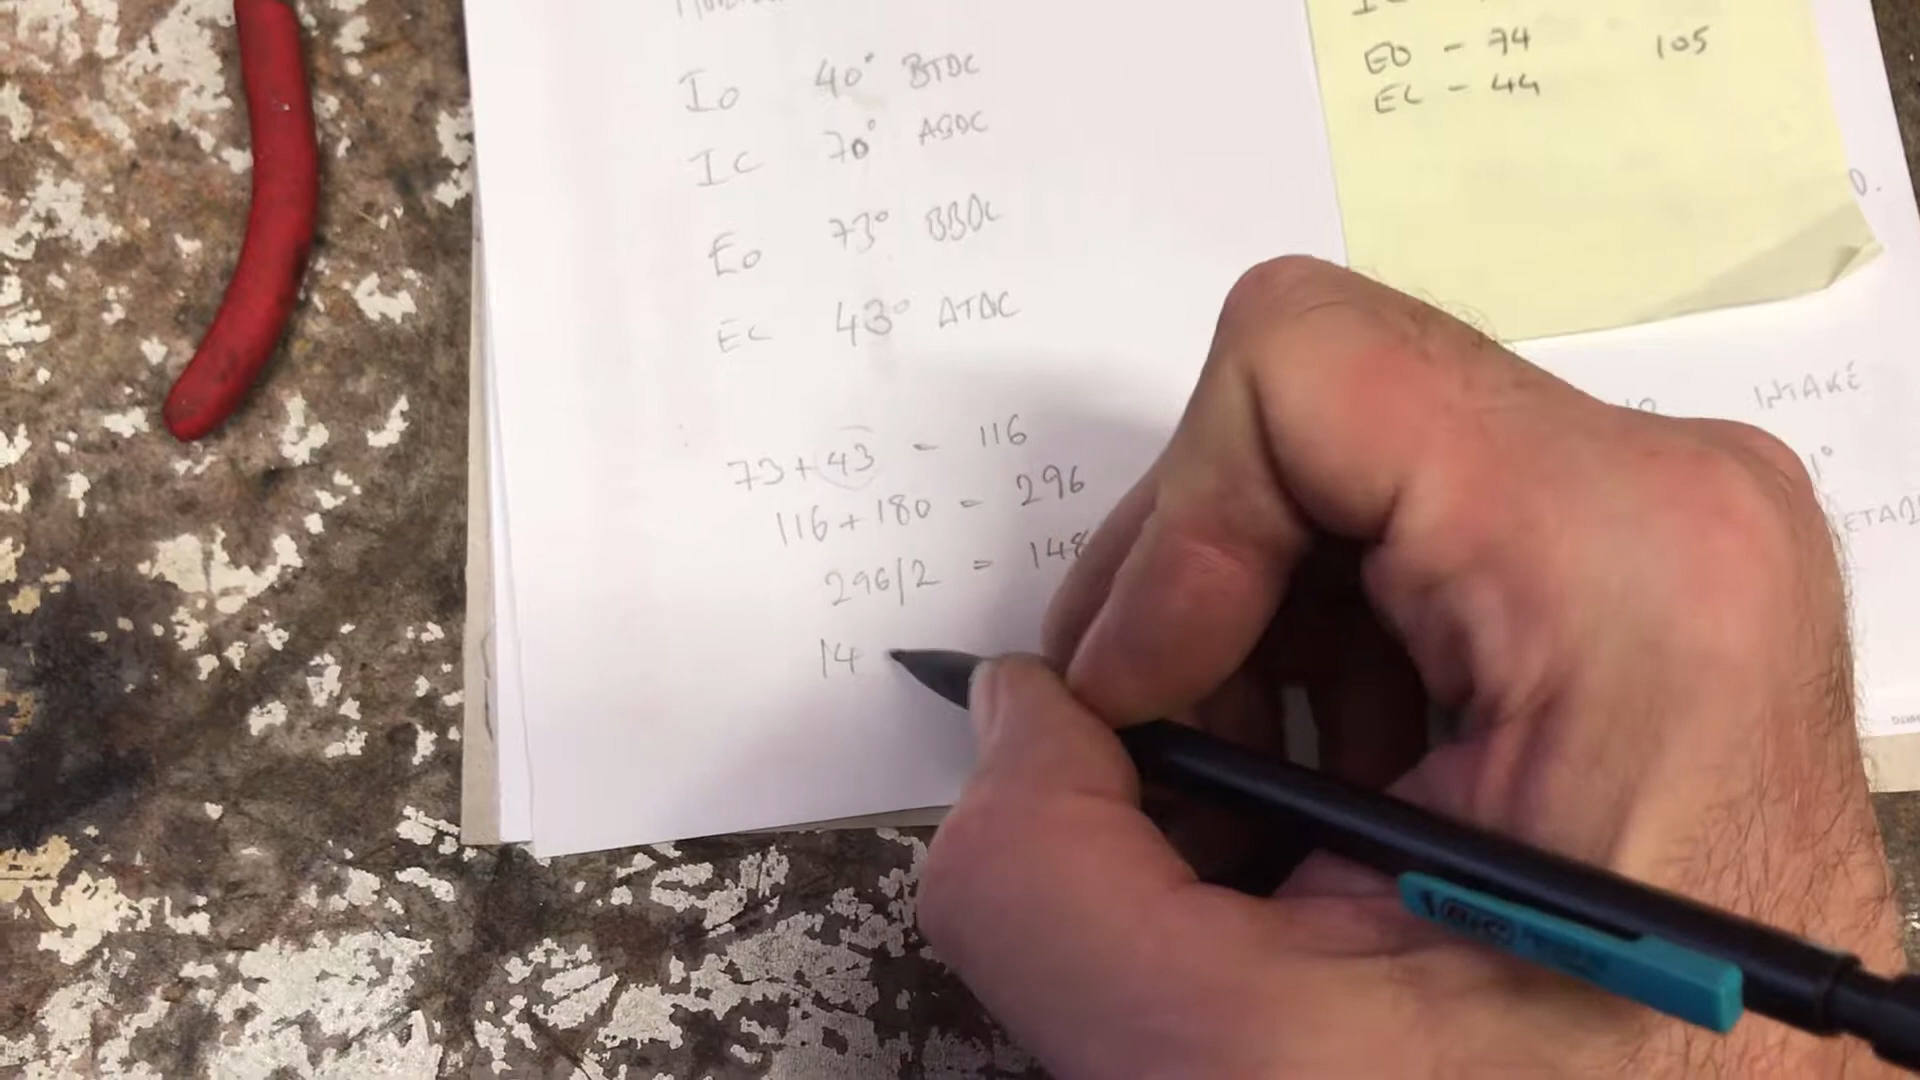 Io 40° BTDC
Ic 70° ABDC
Eo 73° BBDC
Ec 43° ATDC
73+43 = 116
116+180 = 296
296/2 = 148
14
EO - 74 105
EC - 44
INTAKE
BIC